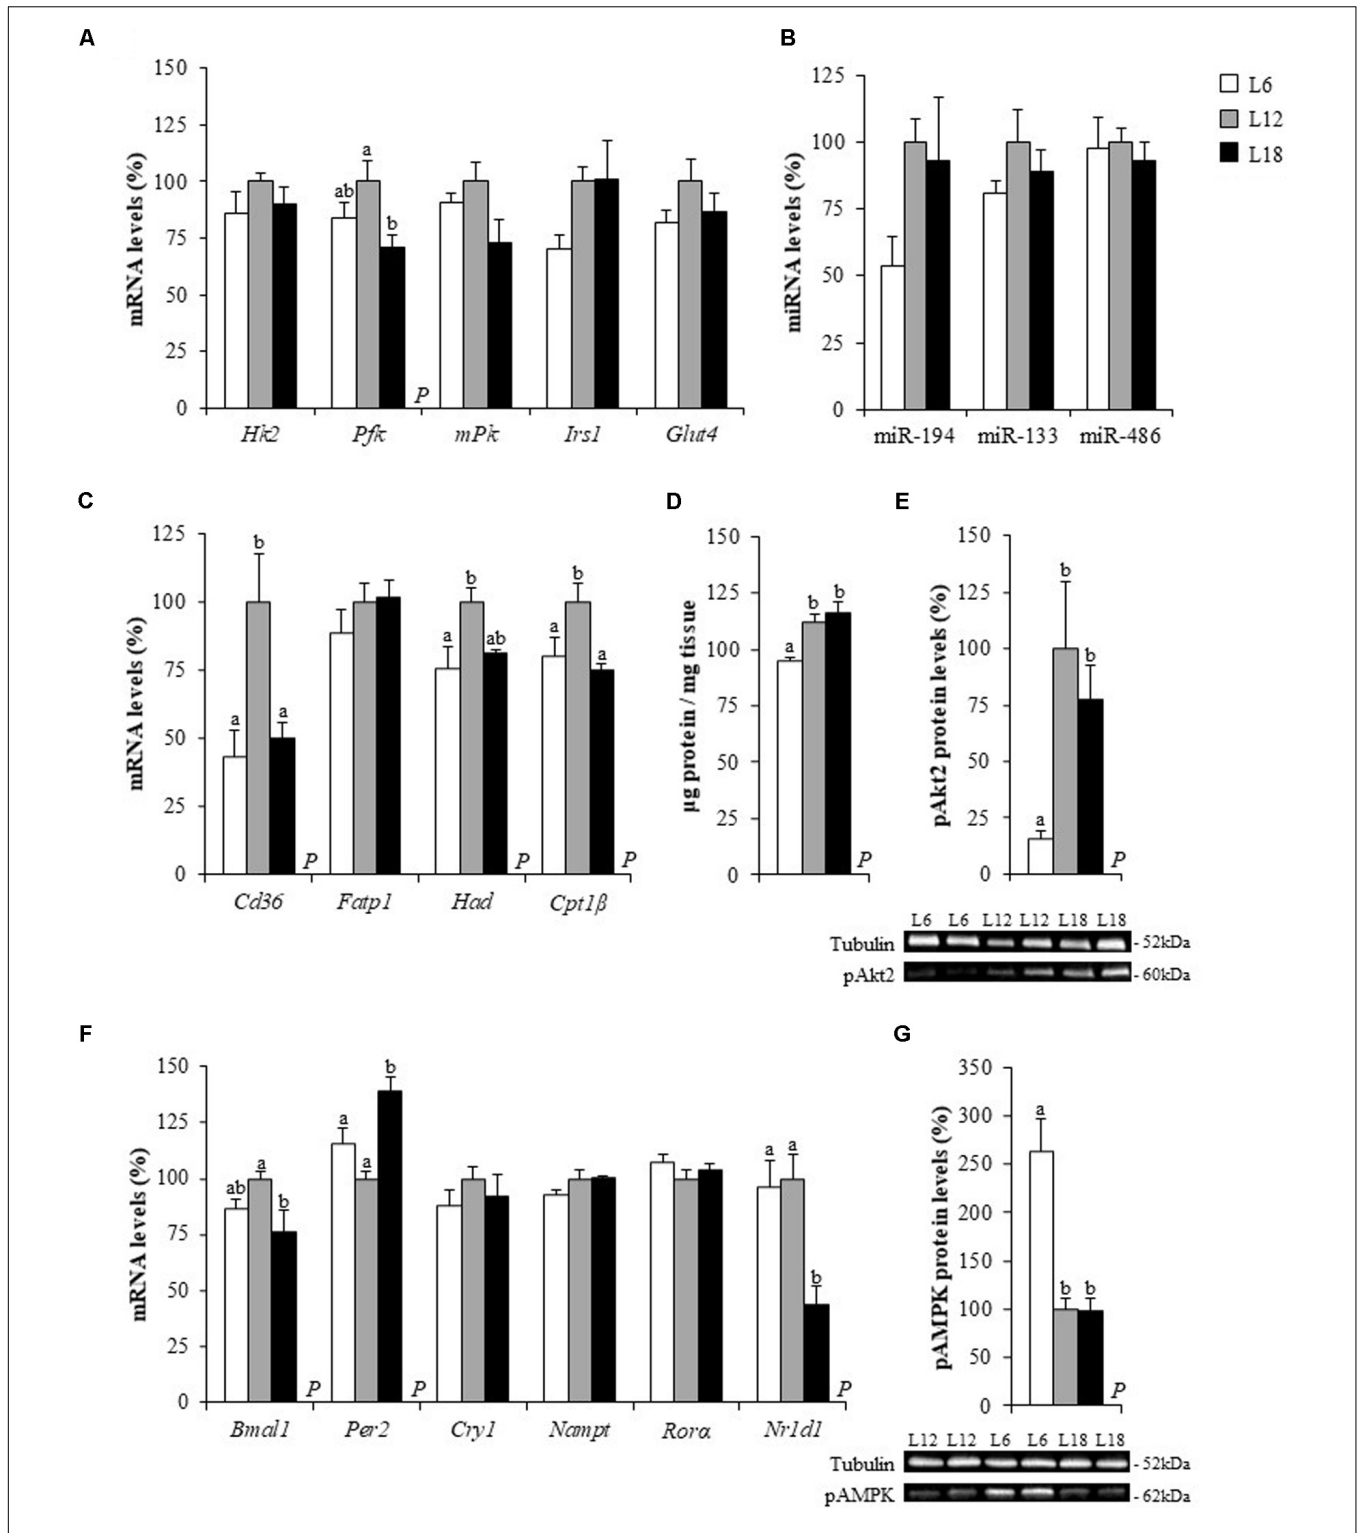 A
mRNA levels (%)
150
125
100
75
50
25
0
ab
a
b
P
Hk2 Pfk mPk Irs1 Glut4
B
miRNA levels (%)
125
100
75
50
25
0
miR-194 miR-133 miR-486
L6
L12
L18
C
mRNA levels (%)
125
100
75
50
25
0
a b a P
a b ab P
a b a P
Cd36 Fatp1 Had Cpt1β
D
µg protein / mg tissue
150
125
100
75
50
25
0
a b b
P
E
pAkt2 protein levels (%)
150
125
100
75
50
25
0
a b b
P
L6 L6 L12 L12 L18 L18
Tubulin - 52kDa
pAkt2 - 60kDa
F
mRNA levels (%)
150
125
100
75
50
25
0
ab a b P
a a b P
a a b P
Bmal1 Per2 Cry1 Nampt Rorα Nr1d1
G
pAMPK protein levels (%)
350
300
250
200
150
100
50
0
a b b
P
L12 L12 L6 L6 L18 L18
Tubulin - 52kDa
pAMPK - 62kDa